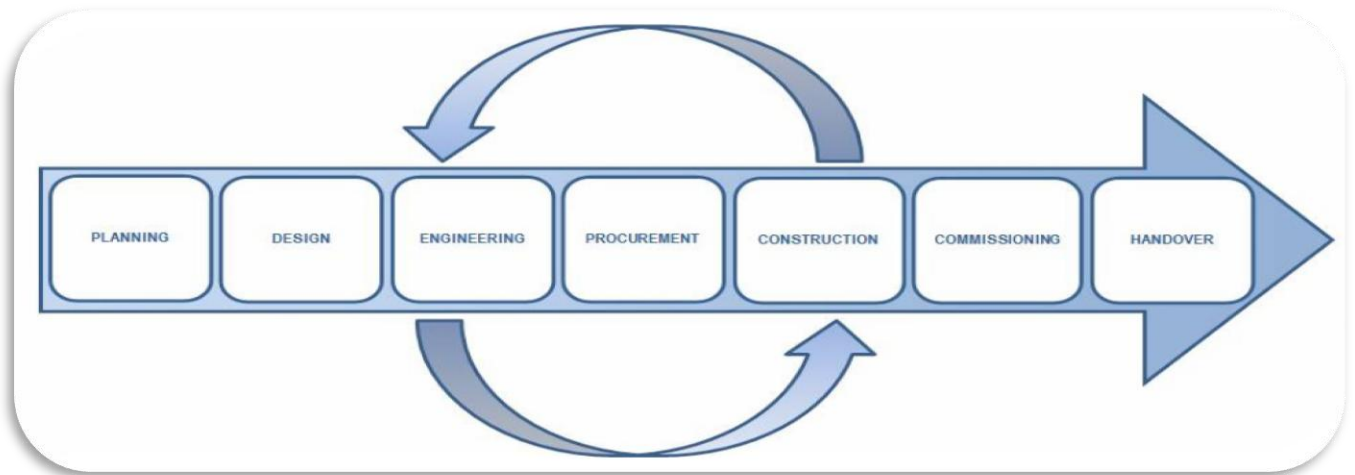 PLANNING
DESIGN
ENGINEERING
PROCUREMENT
CONSTRUCTION
COMMISSIONING
HANDOVER